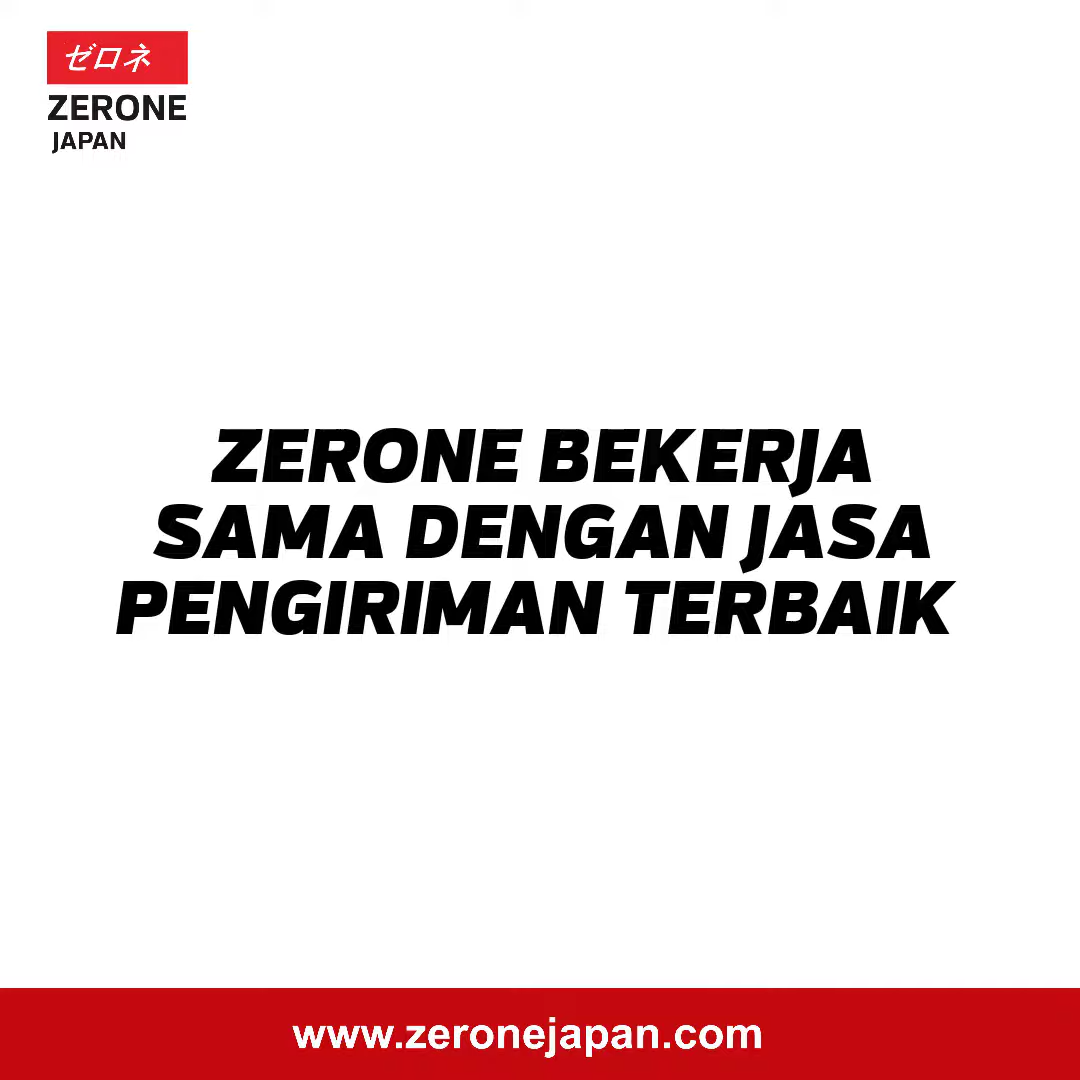 ゼロネ
ZERONE
JAPAN
ZERONE BEKERJA
SAMA DENGAN JASA
PENGIRIMAN TERBAIK
www.zeronejapan.com